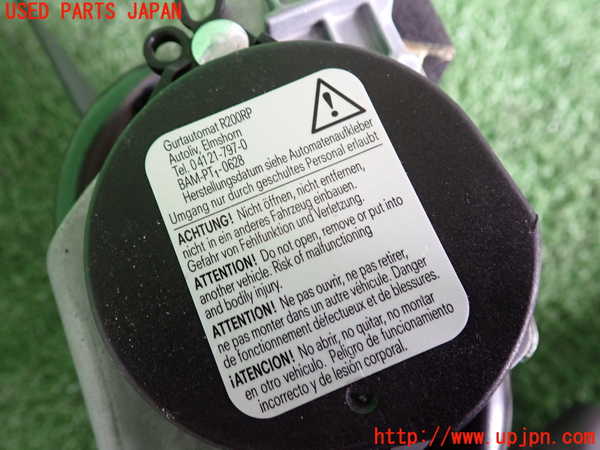 USED PARTS JAPAN
Gurtautomat R200RP
Autoliv, Elmshorn
Tel. 04121-797-0
BAM-PT1-0628
Herstellungsdatum siehe Automatenaufkleber
Umgang nur durch geschultes Personal erlaubt
ACHTUNG! Nicht öffnen, nicht entfernen,
nicht in ein anderes Fahrzeug einbauen.
Gefahr von Fehlfunktion und Verletzung.
ATTENTION! Do not open, remove or put into
another vehicle. Risk of malfunctioning
and bodily injury.
ATTENTION! Ne pas ouvrir, ne pas retirer,
ne pas monter dans un autre véhicule. Danger
de fonctionnement défectueux et de blessures.
¡ATENCION! No abrir, no quitar, no montar
en otro vehículo. Peligro de funcionamiento
incorrecto y de lesión corporal.
http://www.upjpn.com/